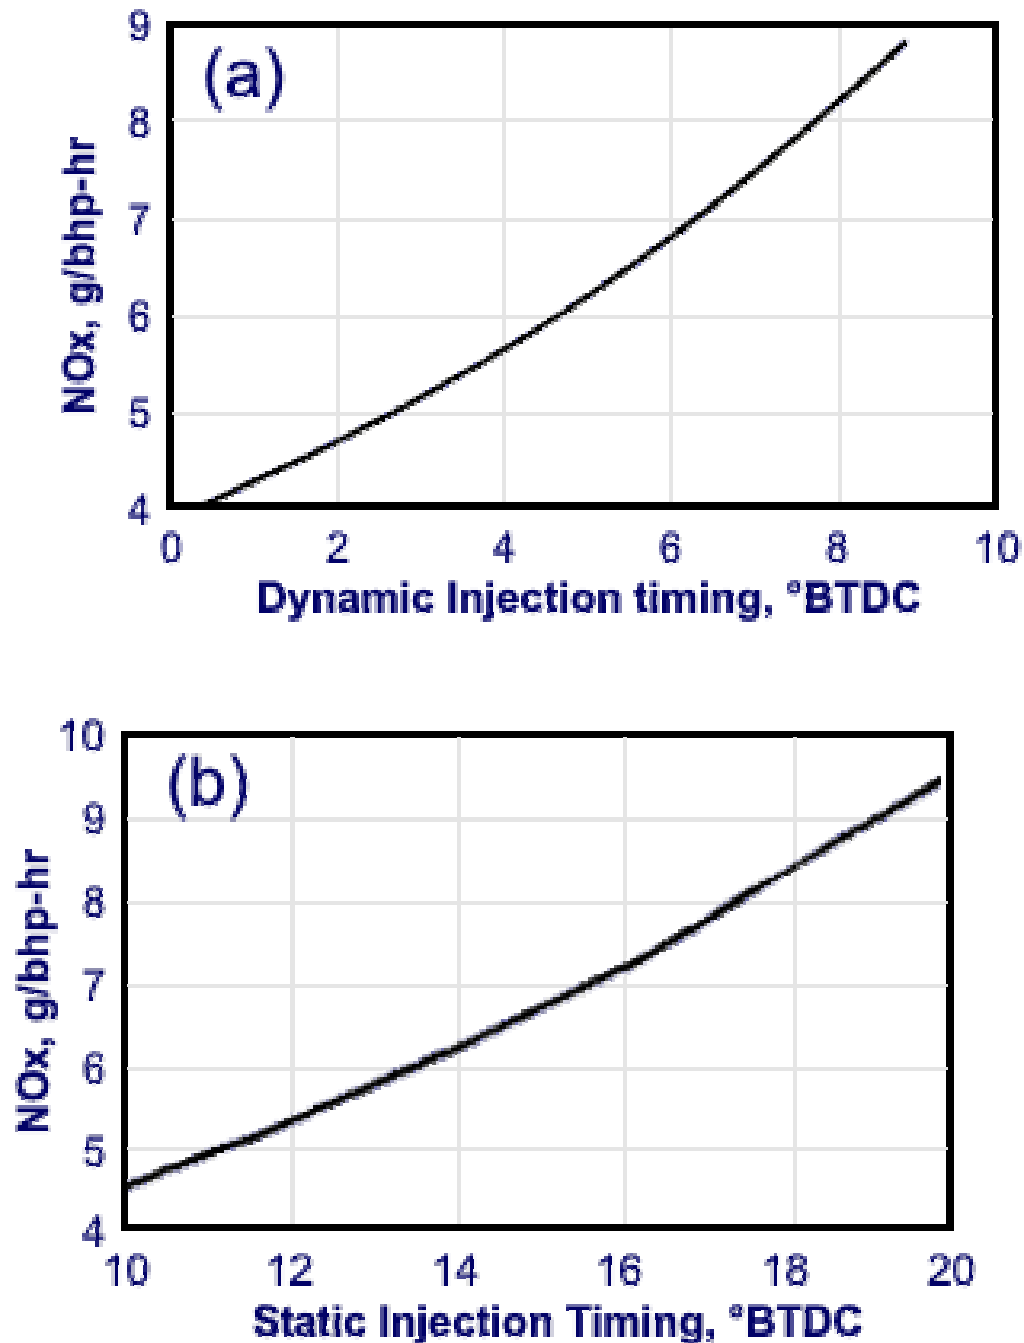 (a)
NOx, g/bhp-hr
9
8
7
6
5
4
0 2 4 6 8 10
Dynamic Injection timing, °BTDC
(b)
NOx, g/bhp-hr
10
9
8
7
6
5
4
10 12 14 16 18 20
Static Injection Timing, °BTDC